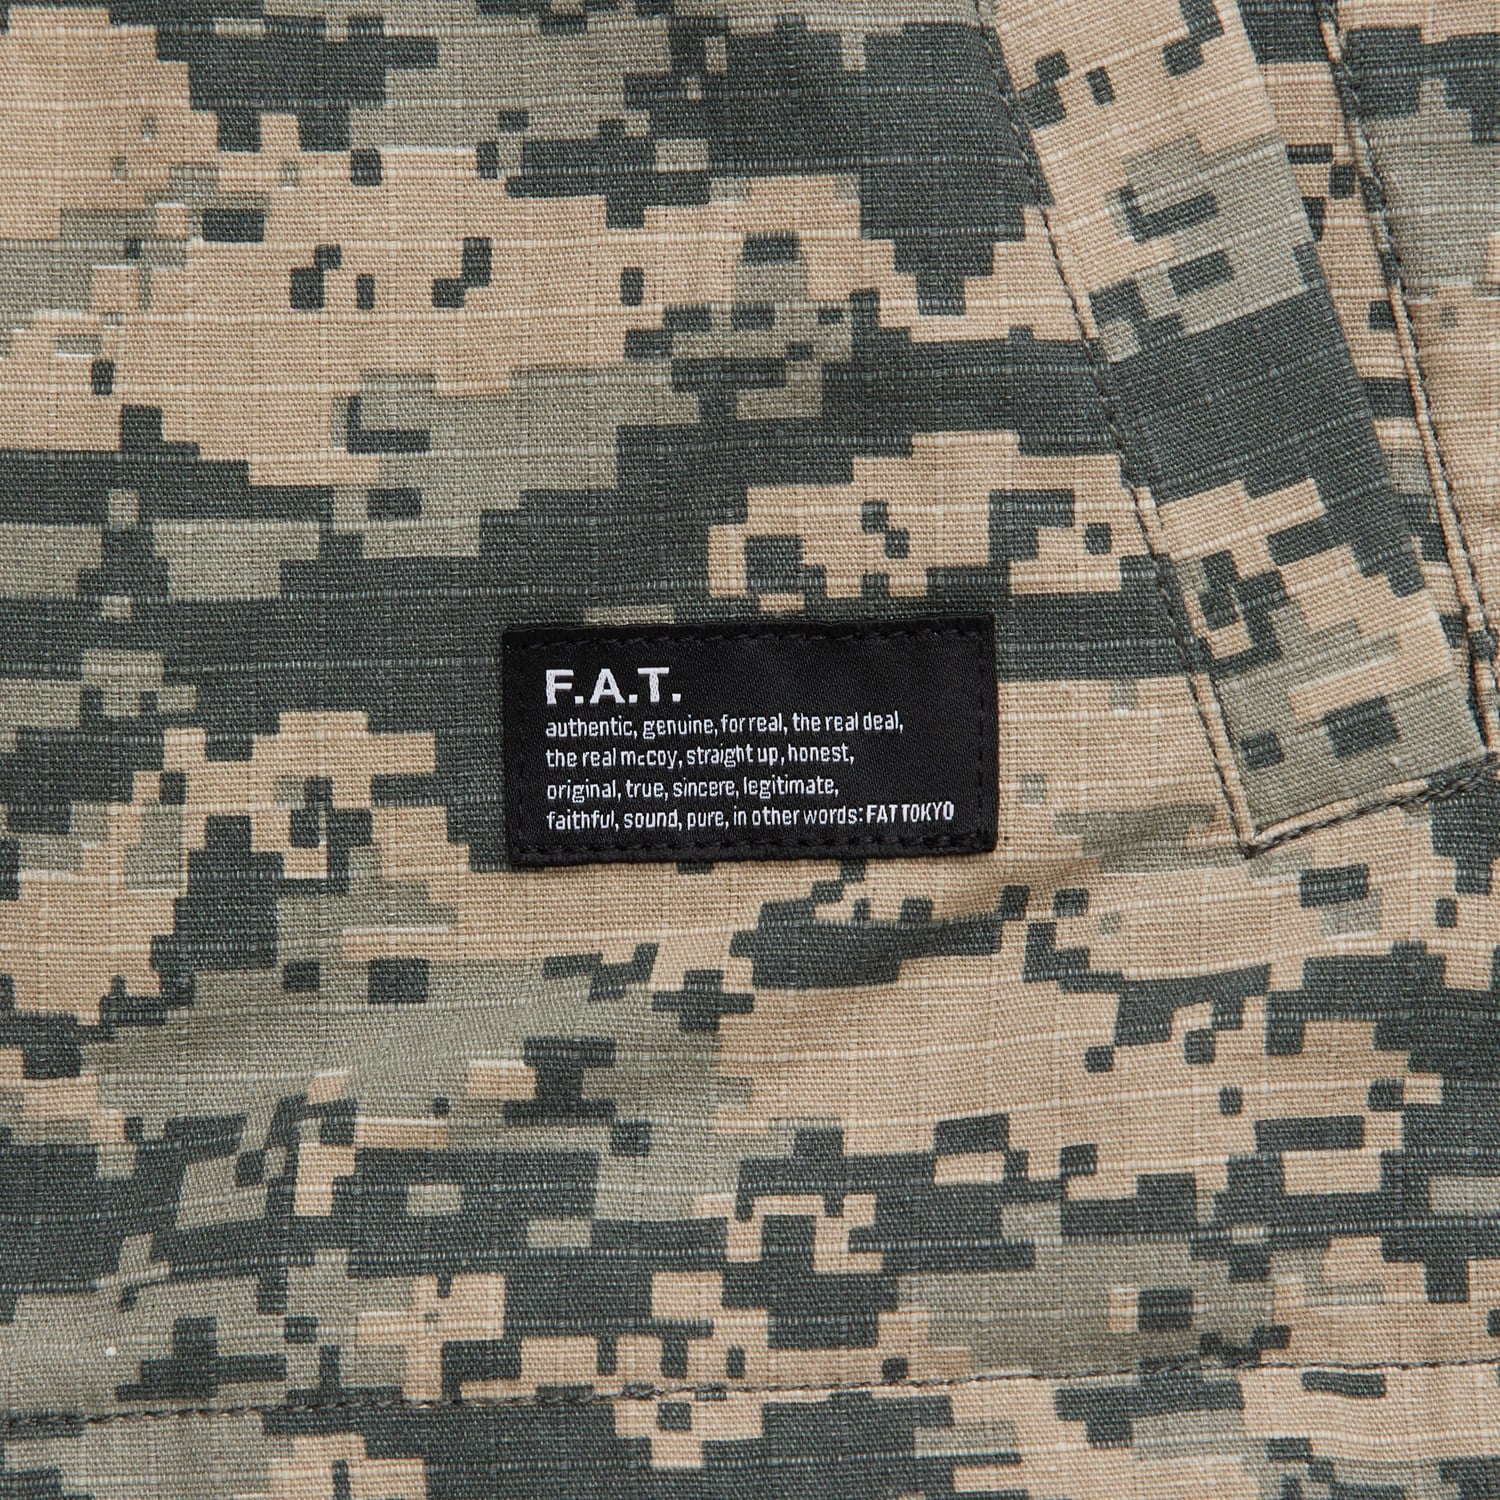 F.A.T.
authentic, genuine, for real, the real deal,
the real mccoy, straight up, honest,
original, true, sincere, legitimate,
faithful, sound, pure, in other words: FAT TOKYO